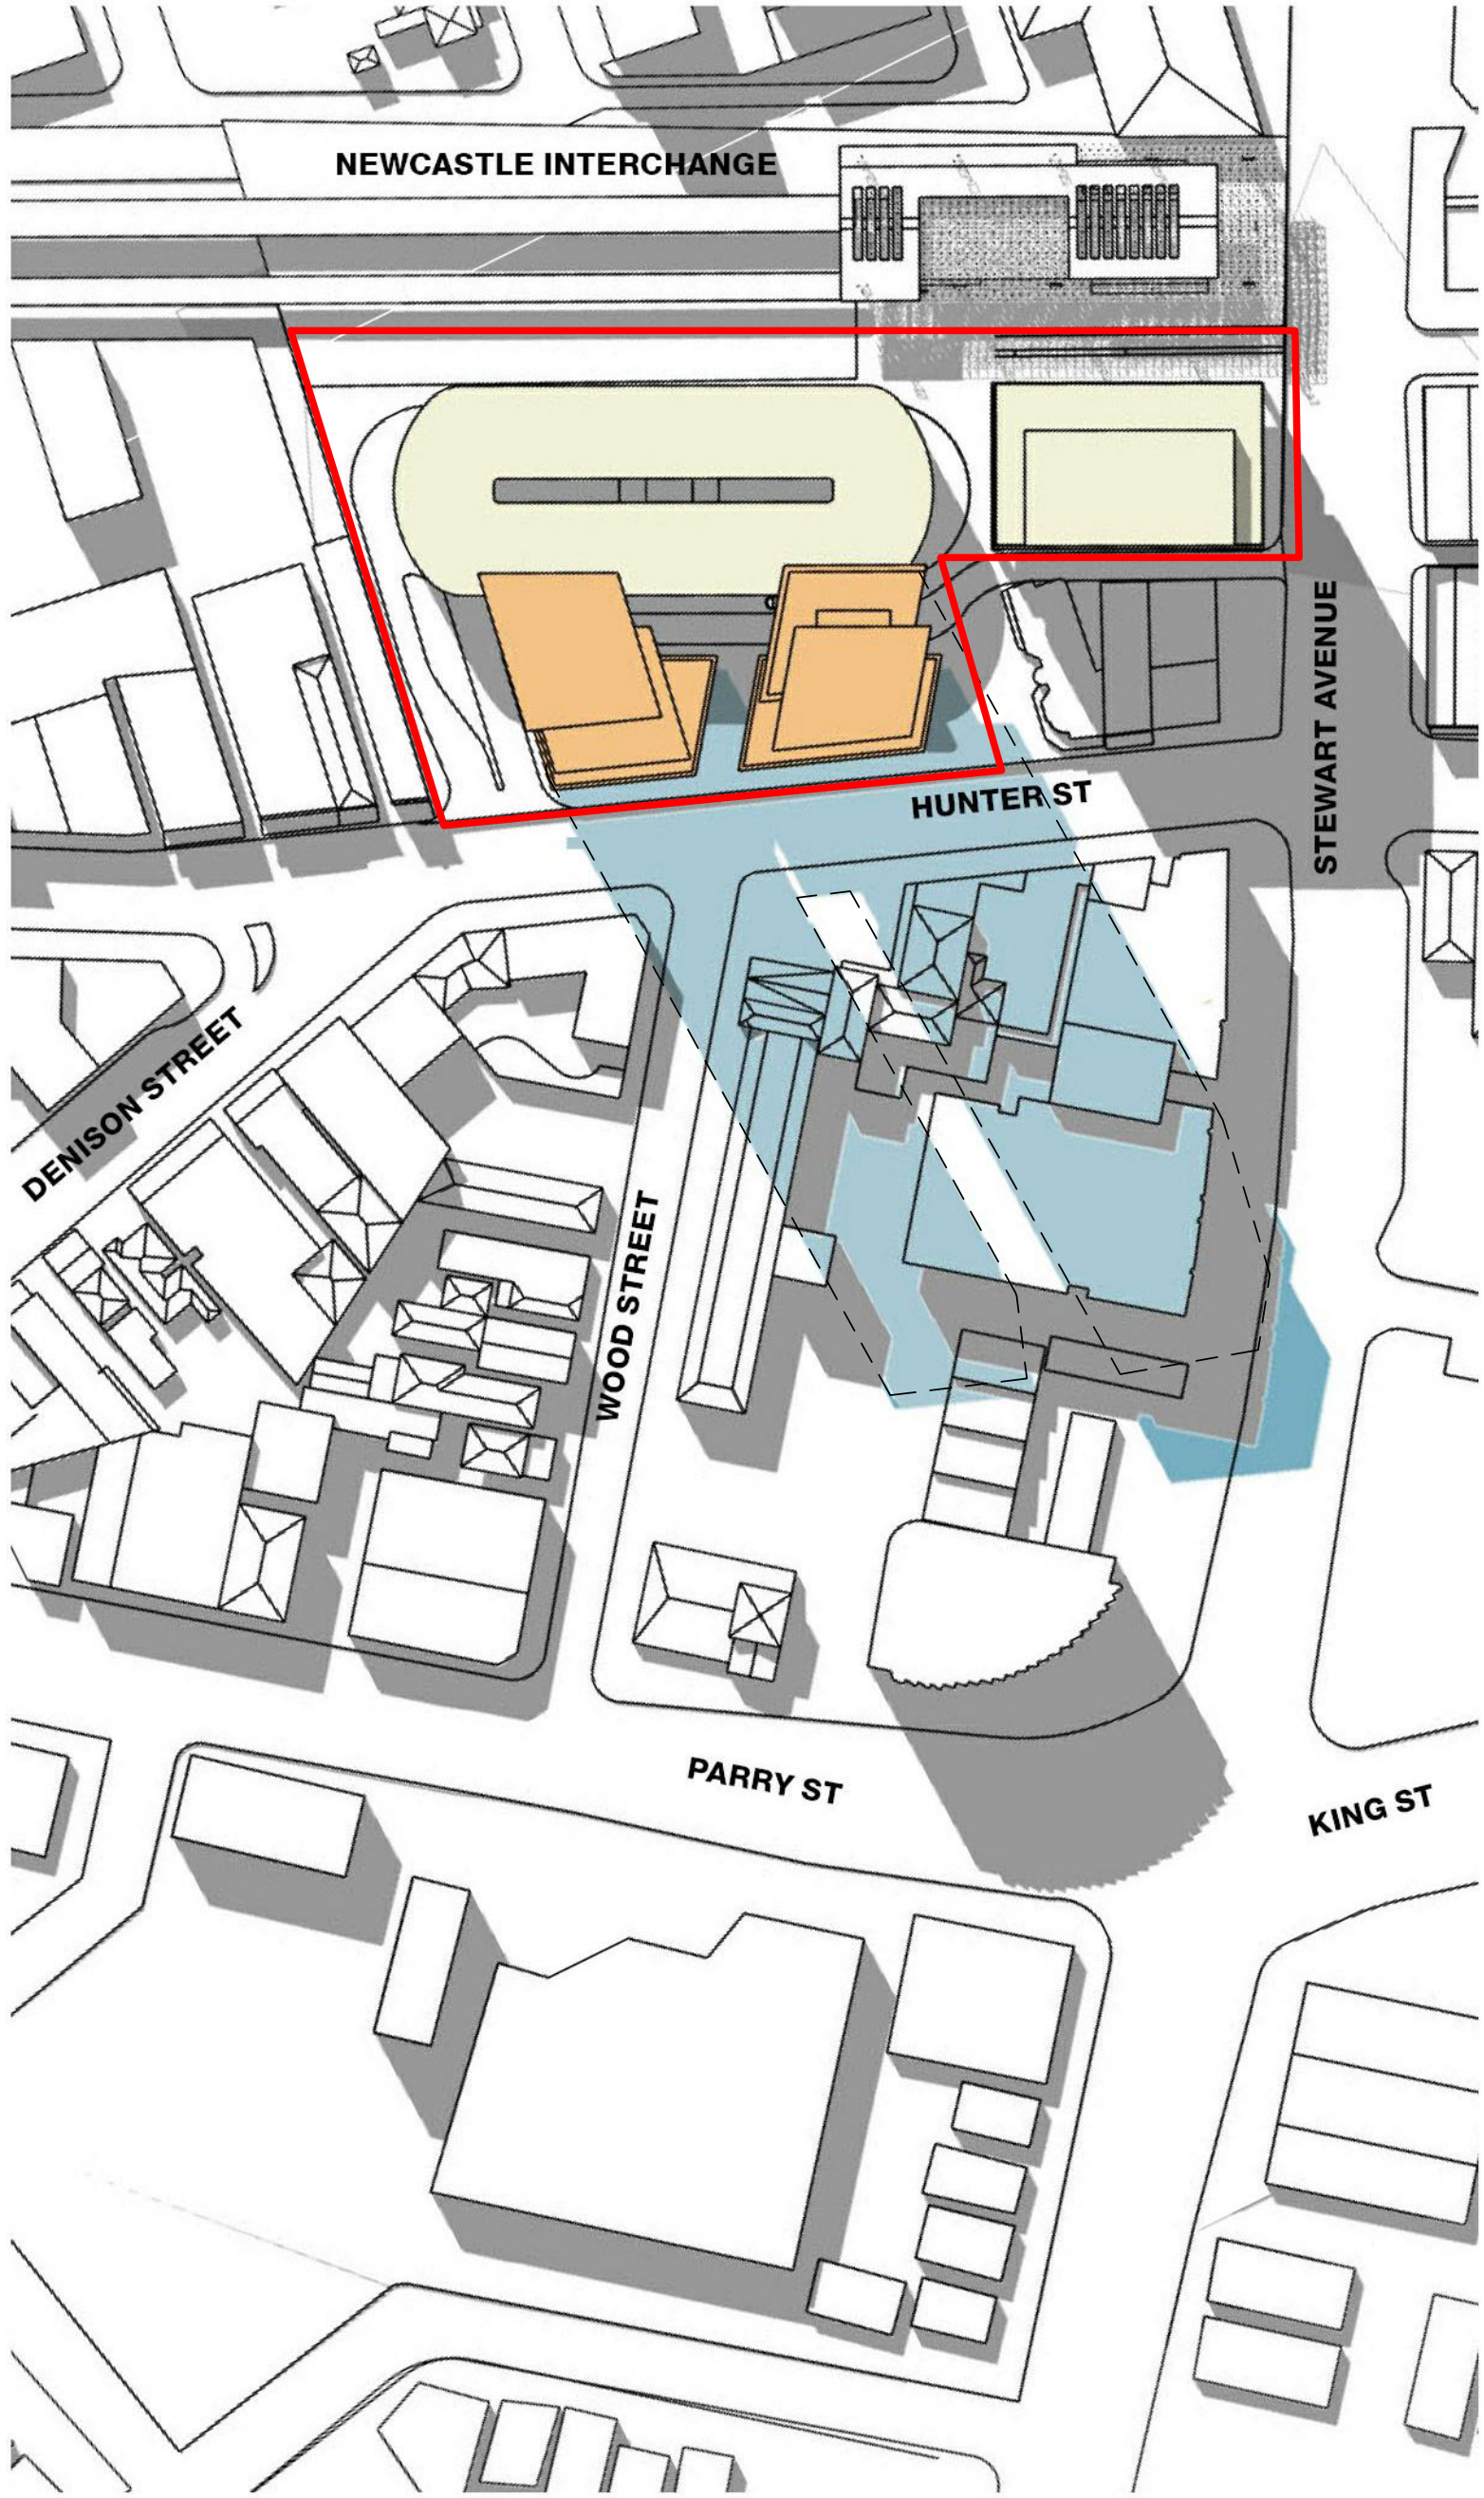 NEWCASTLE INTERCHANGE
STEWART AVENUE
HUNTER ST
DENISON STREET
WOOD STREET
PARRY ST
KING ST